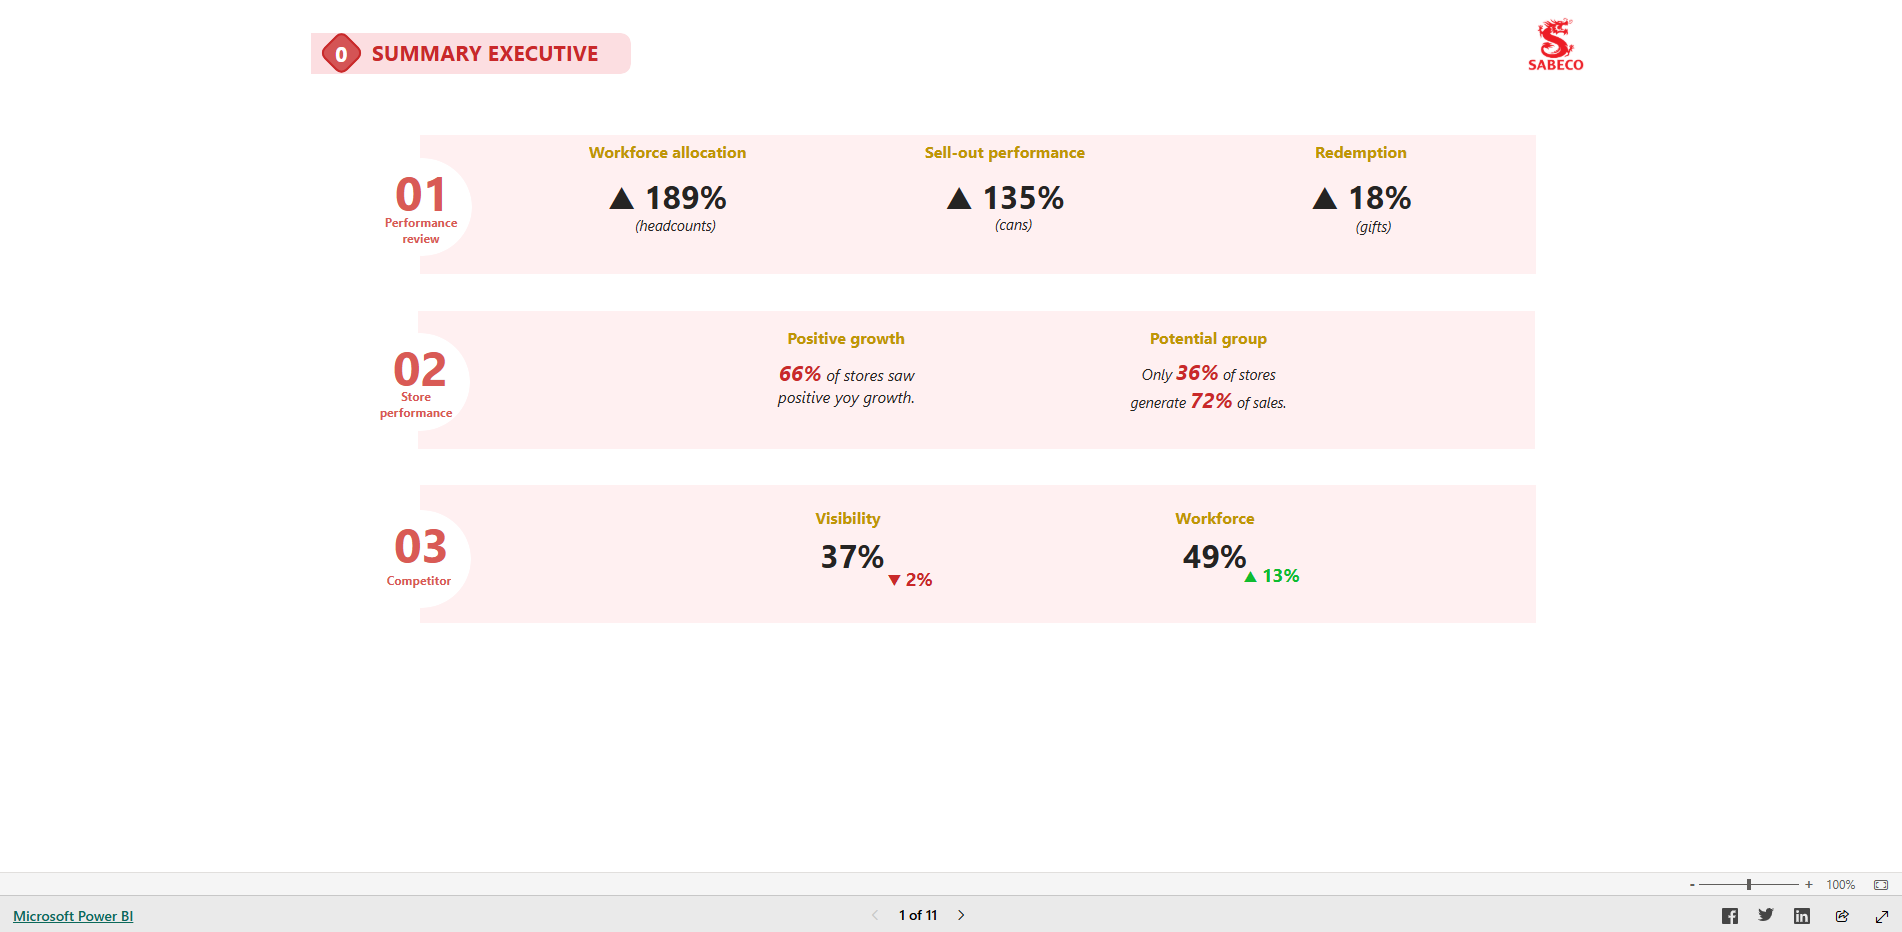 0 SUMMARY EXECUTIVE
SABECO
01
Performance
review
Workforce allocation
▲ 189%
(headcounts)
Sell-out performance
▲ 135%
(cans)
Redemption
▲ 18%
(gifts)
02
Store
performance
Positive growth
66% of stores saw
positive yoy growth.
Potential group
Only 36% of stores
generate 72% of sales.
03
Competitor
Visibility
37%
▼ 2%
Workforce
49%
▲ 13%
- + 100%
Microsoft Power BI
1 of 11